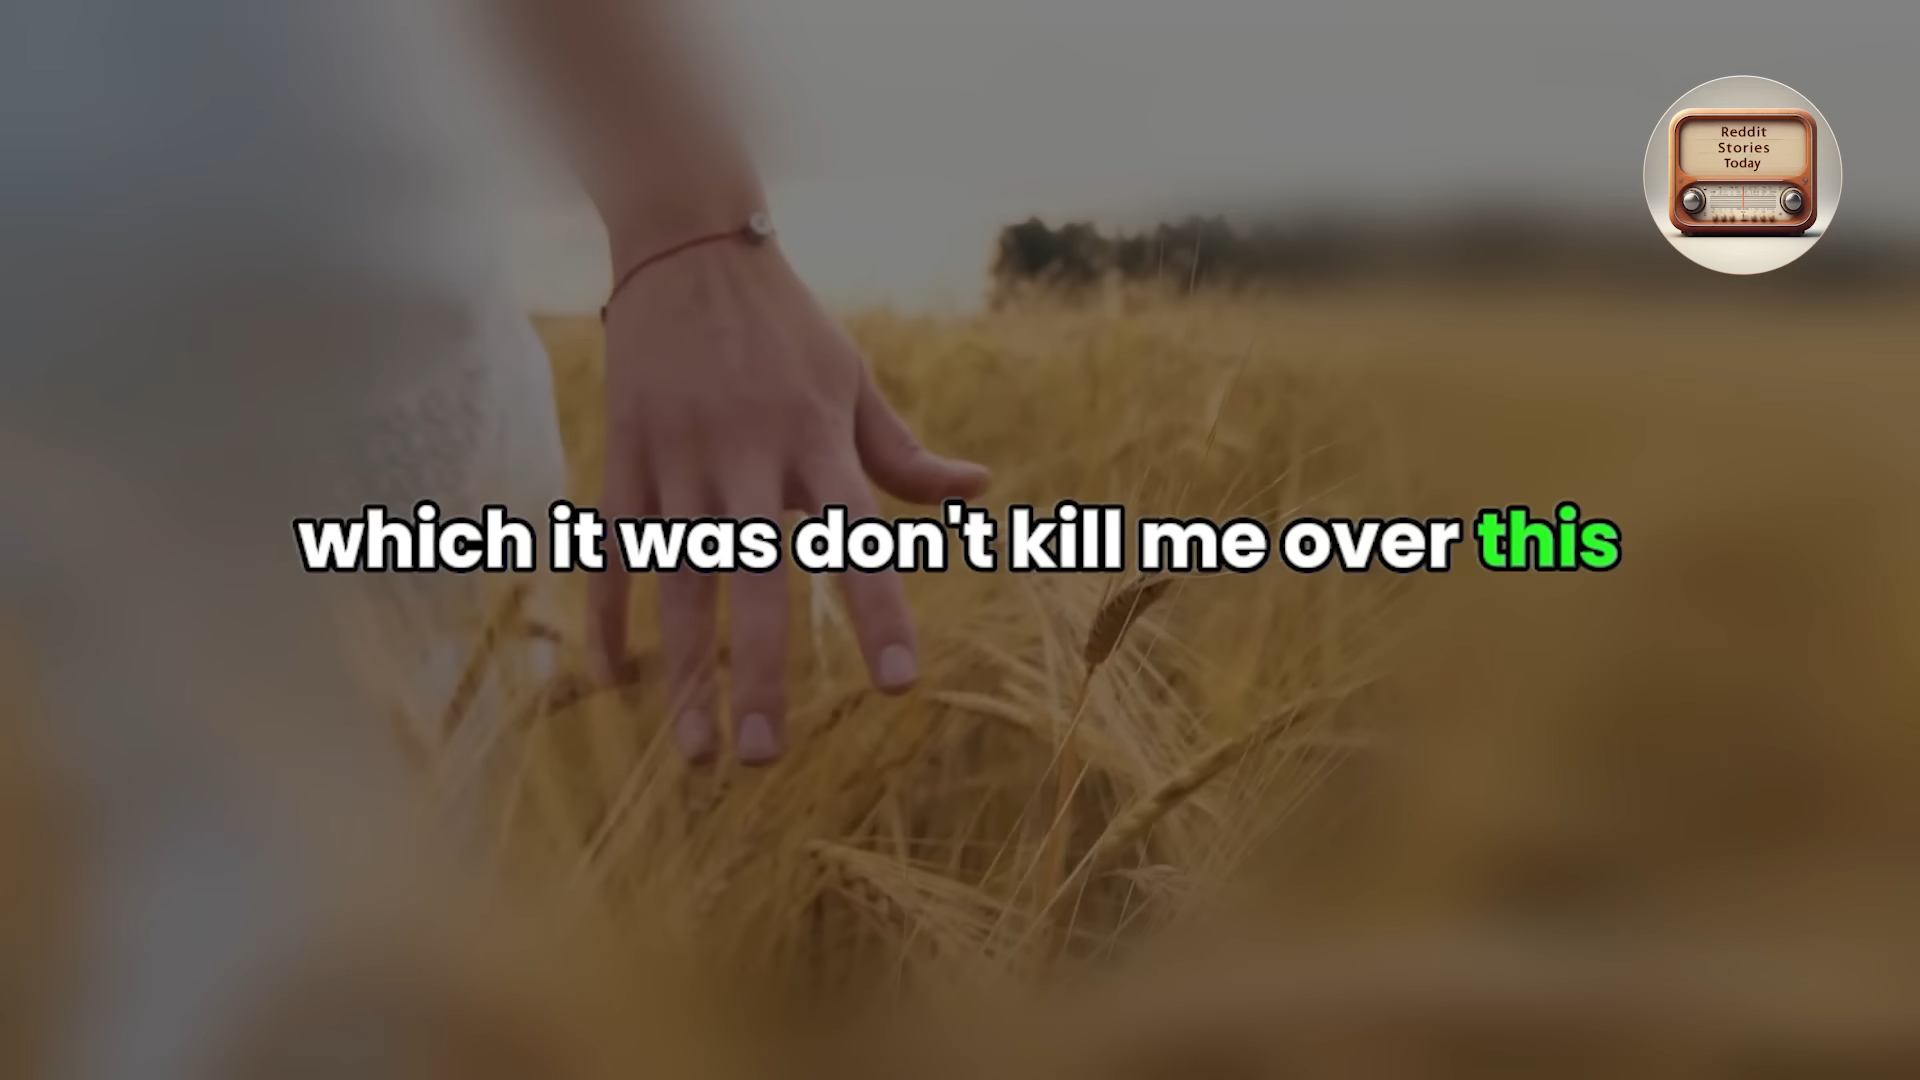 Reddit
Stories
Today
which it was don't kill me over this